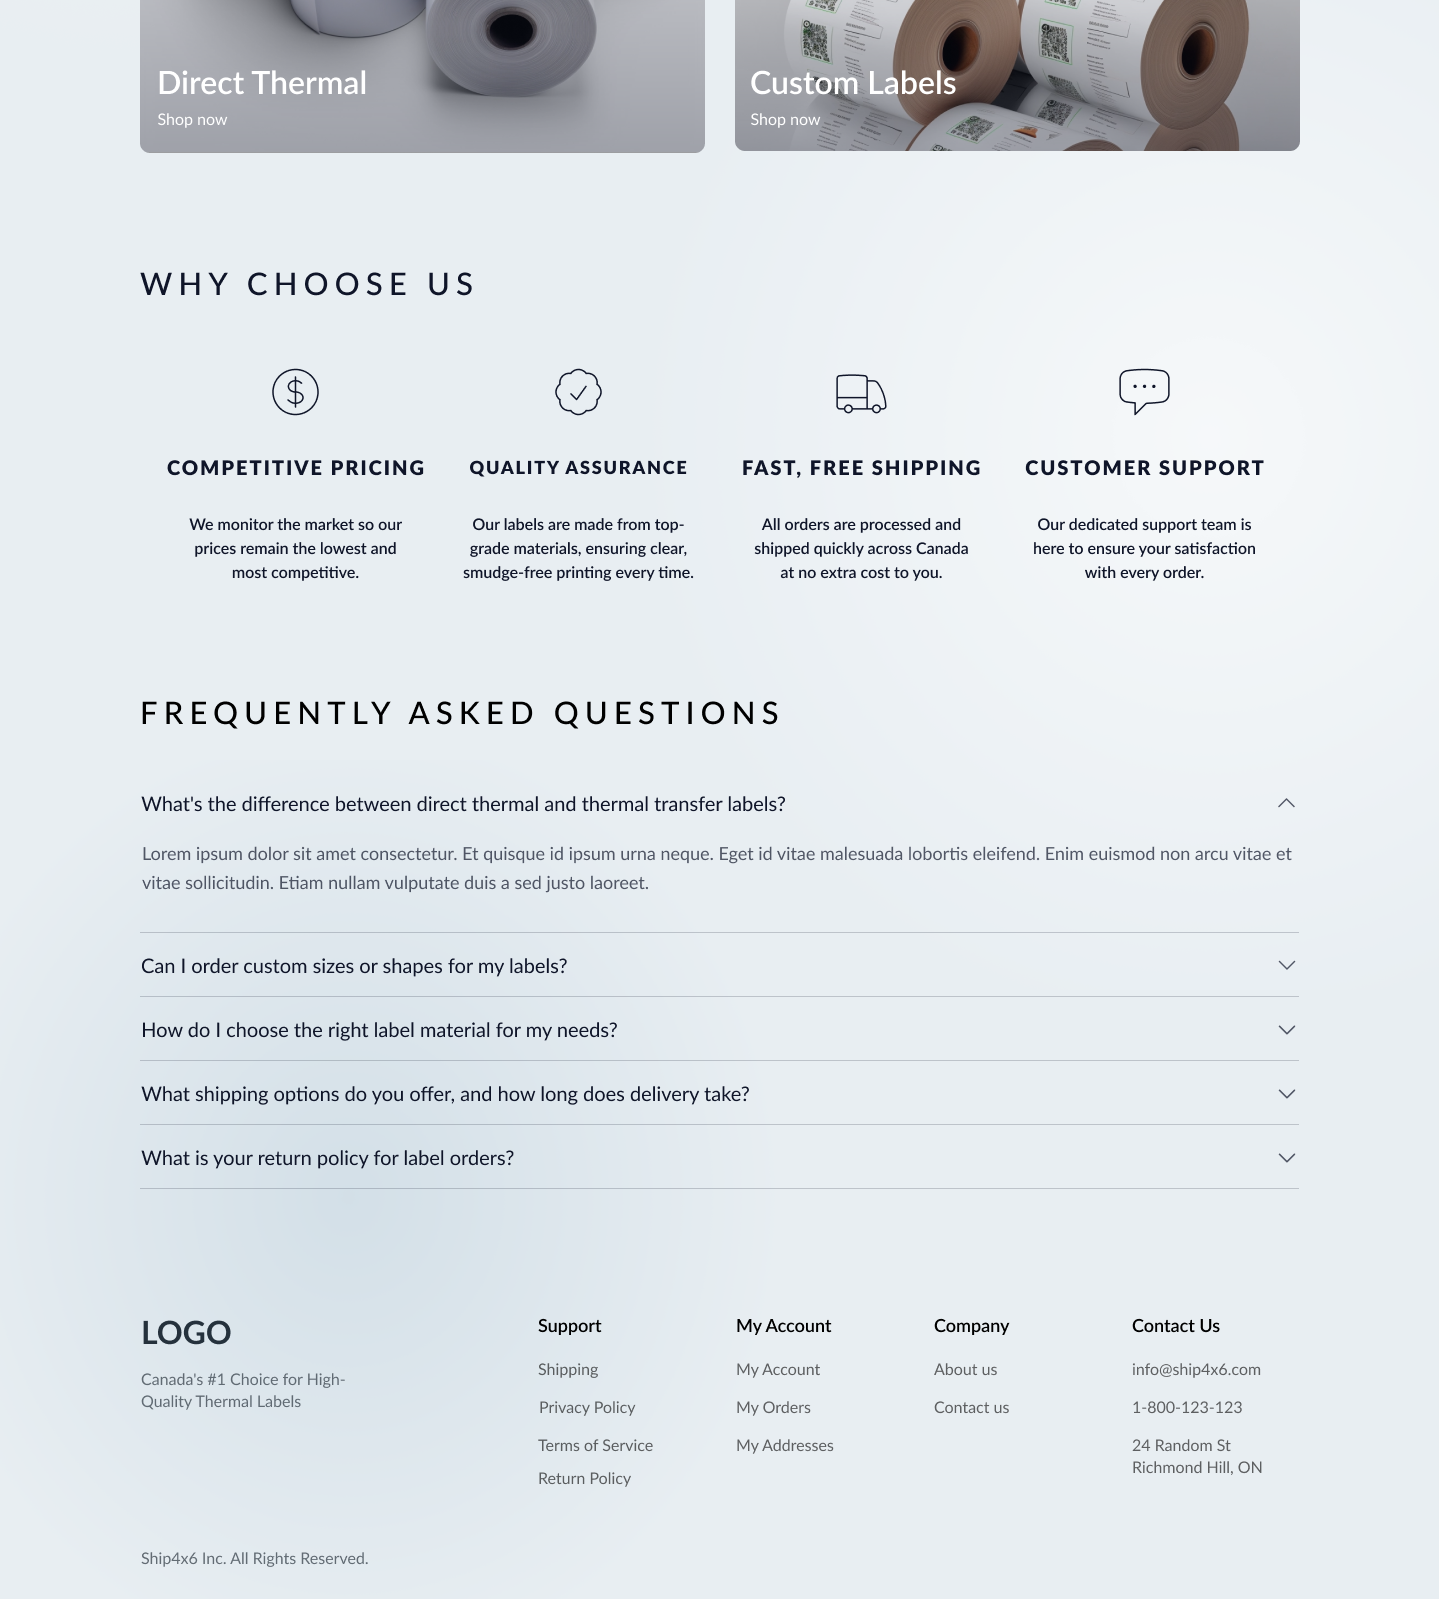 Direct Thermal
Shop now
Custom Labels
Shop now
WHY CHOOSE US
COMPETITIVE PRICING
We monitor the market so our
prices remain the lowest and
most competitive.
QUALITY ASSURANCE
Our labels are made from top-
grade materials, ensuring clear,
smudge-free printing every time.
FAST, FREE SHIPPING
All orders are processed and
shipped quickly across Canada
at no extra cost to you.
CUSTOMER SUPPORT
Our dedicated support team is
here to ensure your satisfaction
with every order.
FREQUENTLY ASKED QUESTIONS
What's the difference between direct thermal and thermal transfer labels?
Lorem ipsum dolor sit amet consectetur. Et quisque id ipsum urna neque. Eget id vitae malesuada lobortis eleifend. Enim euismod non arcu vitae et
vitae sollicitudin. Etiam nullam vulputate duis a sed justo laoreet.
Can I order custom sizes or shapes for my labels?
How do I choose the right label material for my needs?
What shipping options do you offer, and how long does delivery take?
What is your return policy for label orders?
LOGO
Canada's #1 Choice for High-
Quality Thermal Labels
Support
Shipping
Privacy Policy
Terms of Service
Return Policy
My Account
My Account
My Orders
My Addresses
Company
About us
Contact us
Contact Us
info@ship4x6.com
1-800-123-123
24 Random St
Richmond Hill, ON
Ship4x6 Inc. All Rights Reserved.